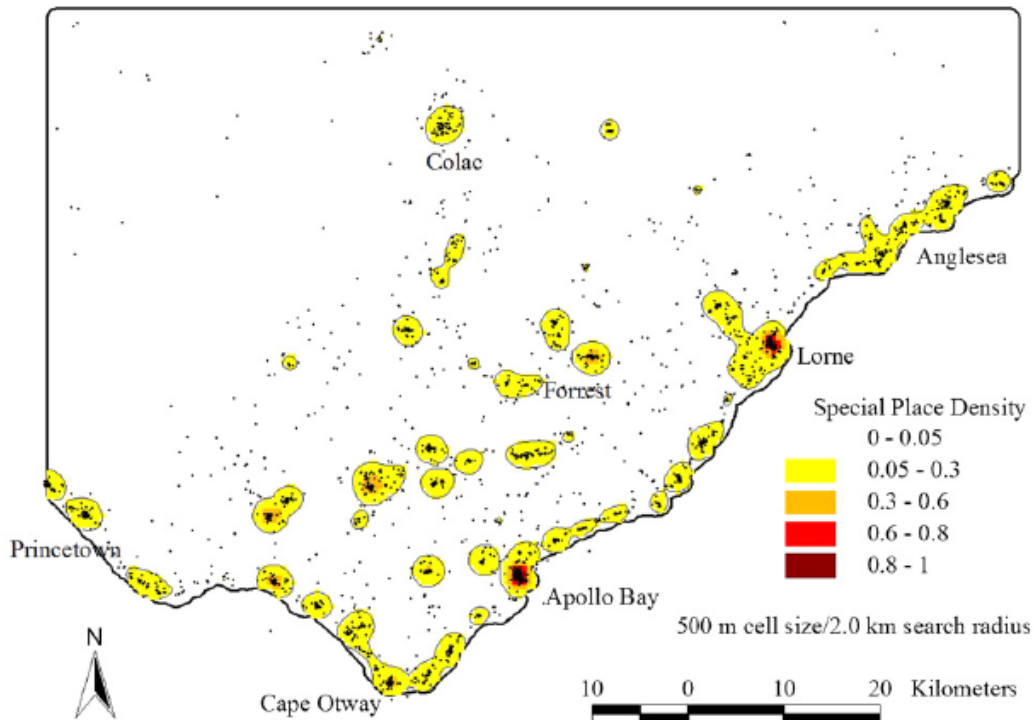 Colac
Anglesea
Lorne
Forrest
Special Place Density
0 - 0.05
0.05 - 0.3
0.3 - 0.6
0.6 - 0.8
0.8 - 1
Princetown
Apollo Bay
500 m cell size/2.0 km search radius
N
Cape Otway
10 0 10 20 Kilometers